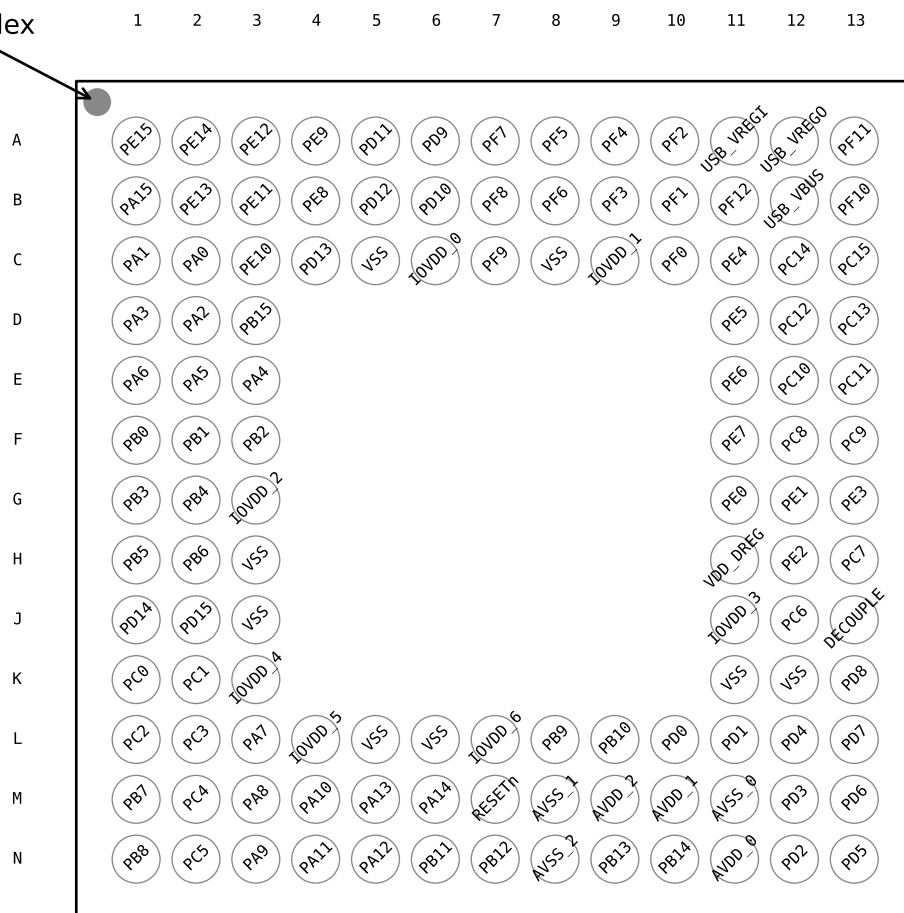 dex
1 2 3 4 5 6 7 8 9 10 11 12 13
A PE15 PE14 PE12 PE9 PD11 PD9 PF7 PF5 PF4 PF2 USB_VREGI USB_VREGO PF11
B PA15 PE13 PE11 PE8 PD12 PD10 PF8 PF6 PF3 PF1 PF12 USB_VBUS PF10
C PA1 PA0 PE10 PD13 VSS IOVDD_0 PF9 VSS IOVDD_1 PF0 PE4 PC14 PC15
D PA3 PA2 PB15 PE5 PC12 PC13
E PA6 PA5 PA4 PE6 PC10 PC11
F PB0 PB1 PB2 PE7 PC8 PC9
G PB3 PB4 IOVDD_2 PE0 PE1 PE3
H PB5 PB6 VSS VDD_DREG PE2 PC7
J PD14 PD15 VSS IOVDD_3 PC6 DECOUPLE
K PC0 PC1 IOVDD_4 VSS VSS PD8
L PC2 PC3 PA7 IOVDD_5 VSS VSS IOVDD_6 PB9 PB10 PD0 PD1 PD4 PD7
M PB7 PC4 PA8 PA10 PA13 PA14 RESETn AVSS_1 AVDD_2 AVDD_1 AVSS_0 PD3 PD6
N PB8 PC5 PA9 PA11 PA12 PB11 PB12 AVSS_2 PB13 PB14 AVDD_0 PD2 PD5